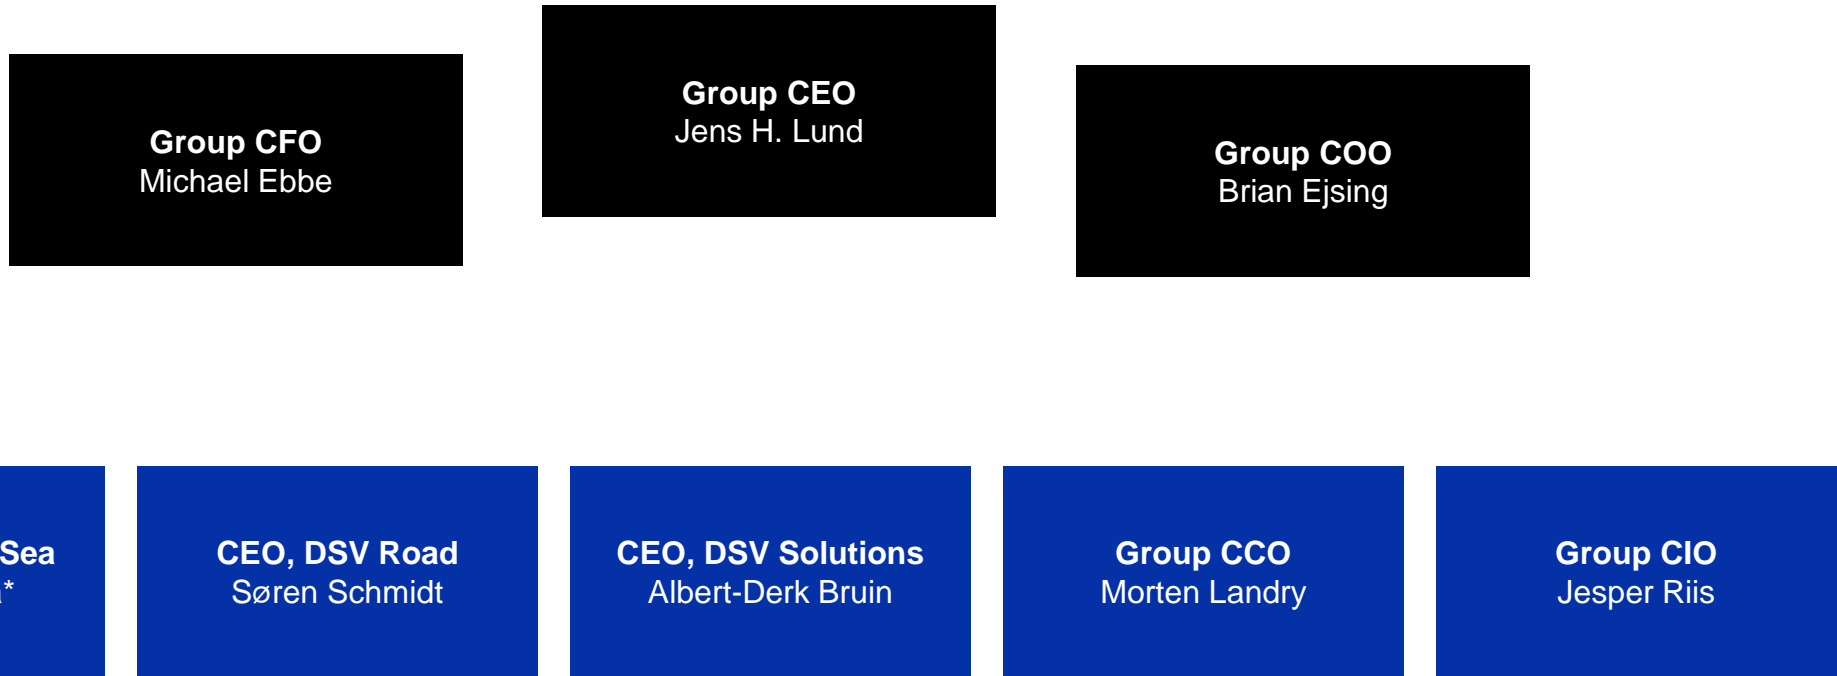 Group CEO
Jens H. Lund
Group CFO
Michael Ebbe
Group COO
Brian Ejsing
Sea
*
CEO, DSV Road
Søren Schmidt
CEO, DSV Solutions
Albert-Derk Bruin
Group CCO
Morten Landry
Group CIO
Jesper Riis